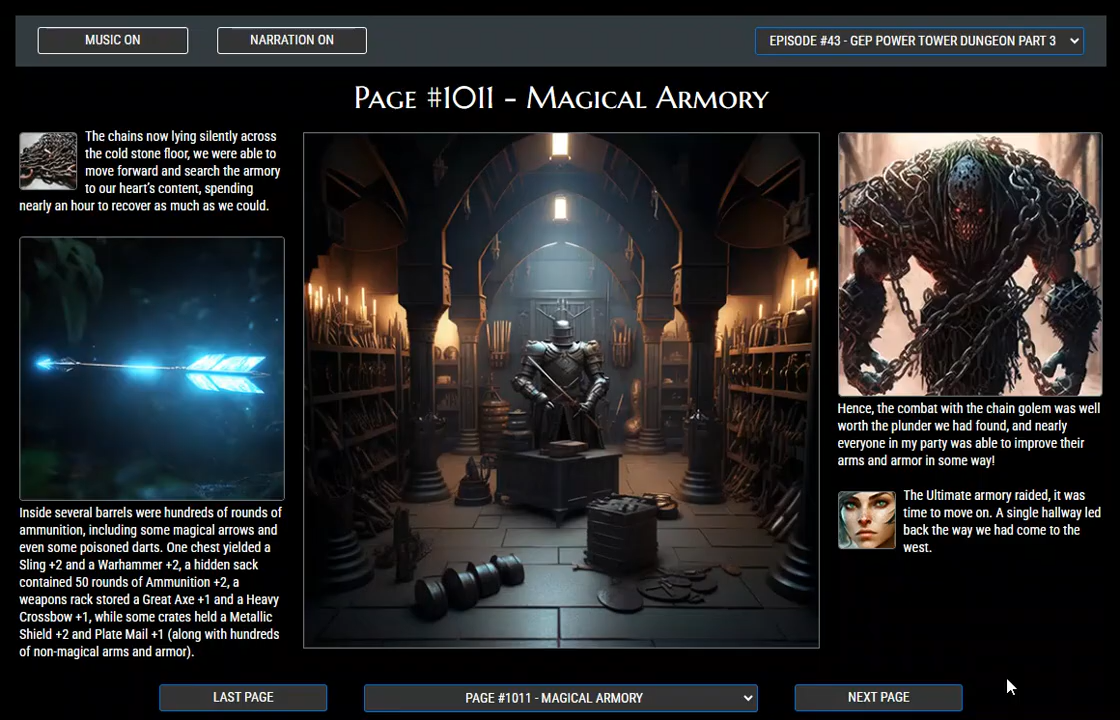 MUSIC ON
NARRATION ON
EPISODE #43 - GEP POWER TOWER DUNGEON PART 3
Page #1011 - Magical Armory
The chains now lying silently across
the cold stone floor, we were able to
move forward and search the armory
to our heart's content, spending
nearly an hour to recover as much as we could.
Inside several barrels were hundreds of rounds of
ammunition, including some magical arrows and
even some poisoned darts. One chest yielded a
Sling +2 and a Warhammer +2, a hidden sack
contained 50 rounds of Ammunition +2, a
weapons rack stored a Great Axe +1 and a Heavy
Crossbow +1, while some crates held a Metallic
Shield +2 and Plate Mail +1 (along with hundreds
of non-magical arms and armor).
Hence, the combat with the chain golem was well
worth the plunder we had found, and nearly
everyone in my party was able to improve their
arms and armor in some way!
The Ultimate armory raided, it was
time to move on. A single hallway led
back the way we had come to the
west.
LAST PAGE
PAGE #1011 - MAGICAL ARMORY
NEXT PAGE